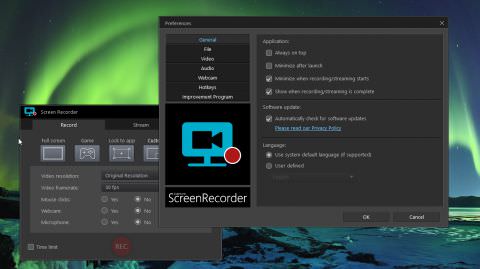 Preferences
General
File
Video
Audio
Webcam
Hotkeys
Improvement Program
ScreenRecorder
Application:
Always on top
Minimize after launch
Minimize when recording/streaming starts
Show when recording/streaming is complete
Software update:
Automatically check for software updates
Please read our Privacy Policy
Language:
Use system default language (if supported)
User defined
English
OK
Cancel
Screen Recorder
Record
Stream
Full screen
Game
Lock to app
Video resolution:
Original Resolution
Video framerate:
30 fps
Mouse clicks:
Yes
No
Webcam:
Yes
No
Microphone:
Yes
No
Time limit
REC